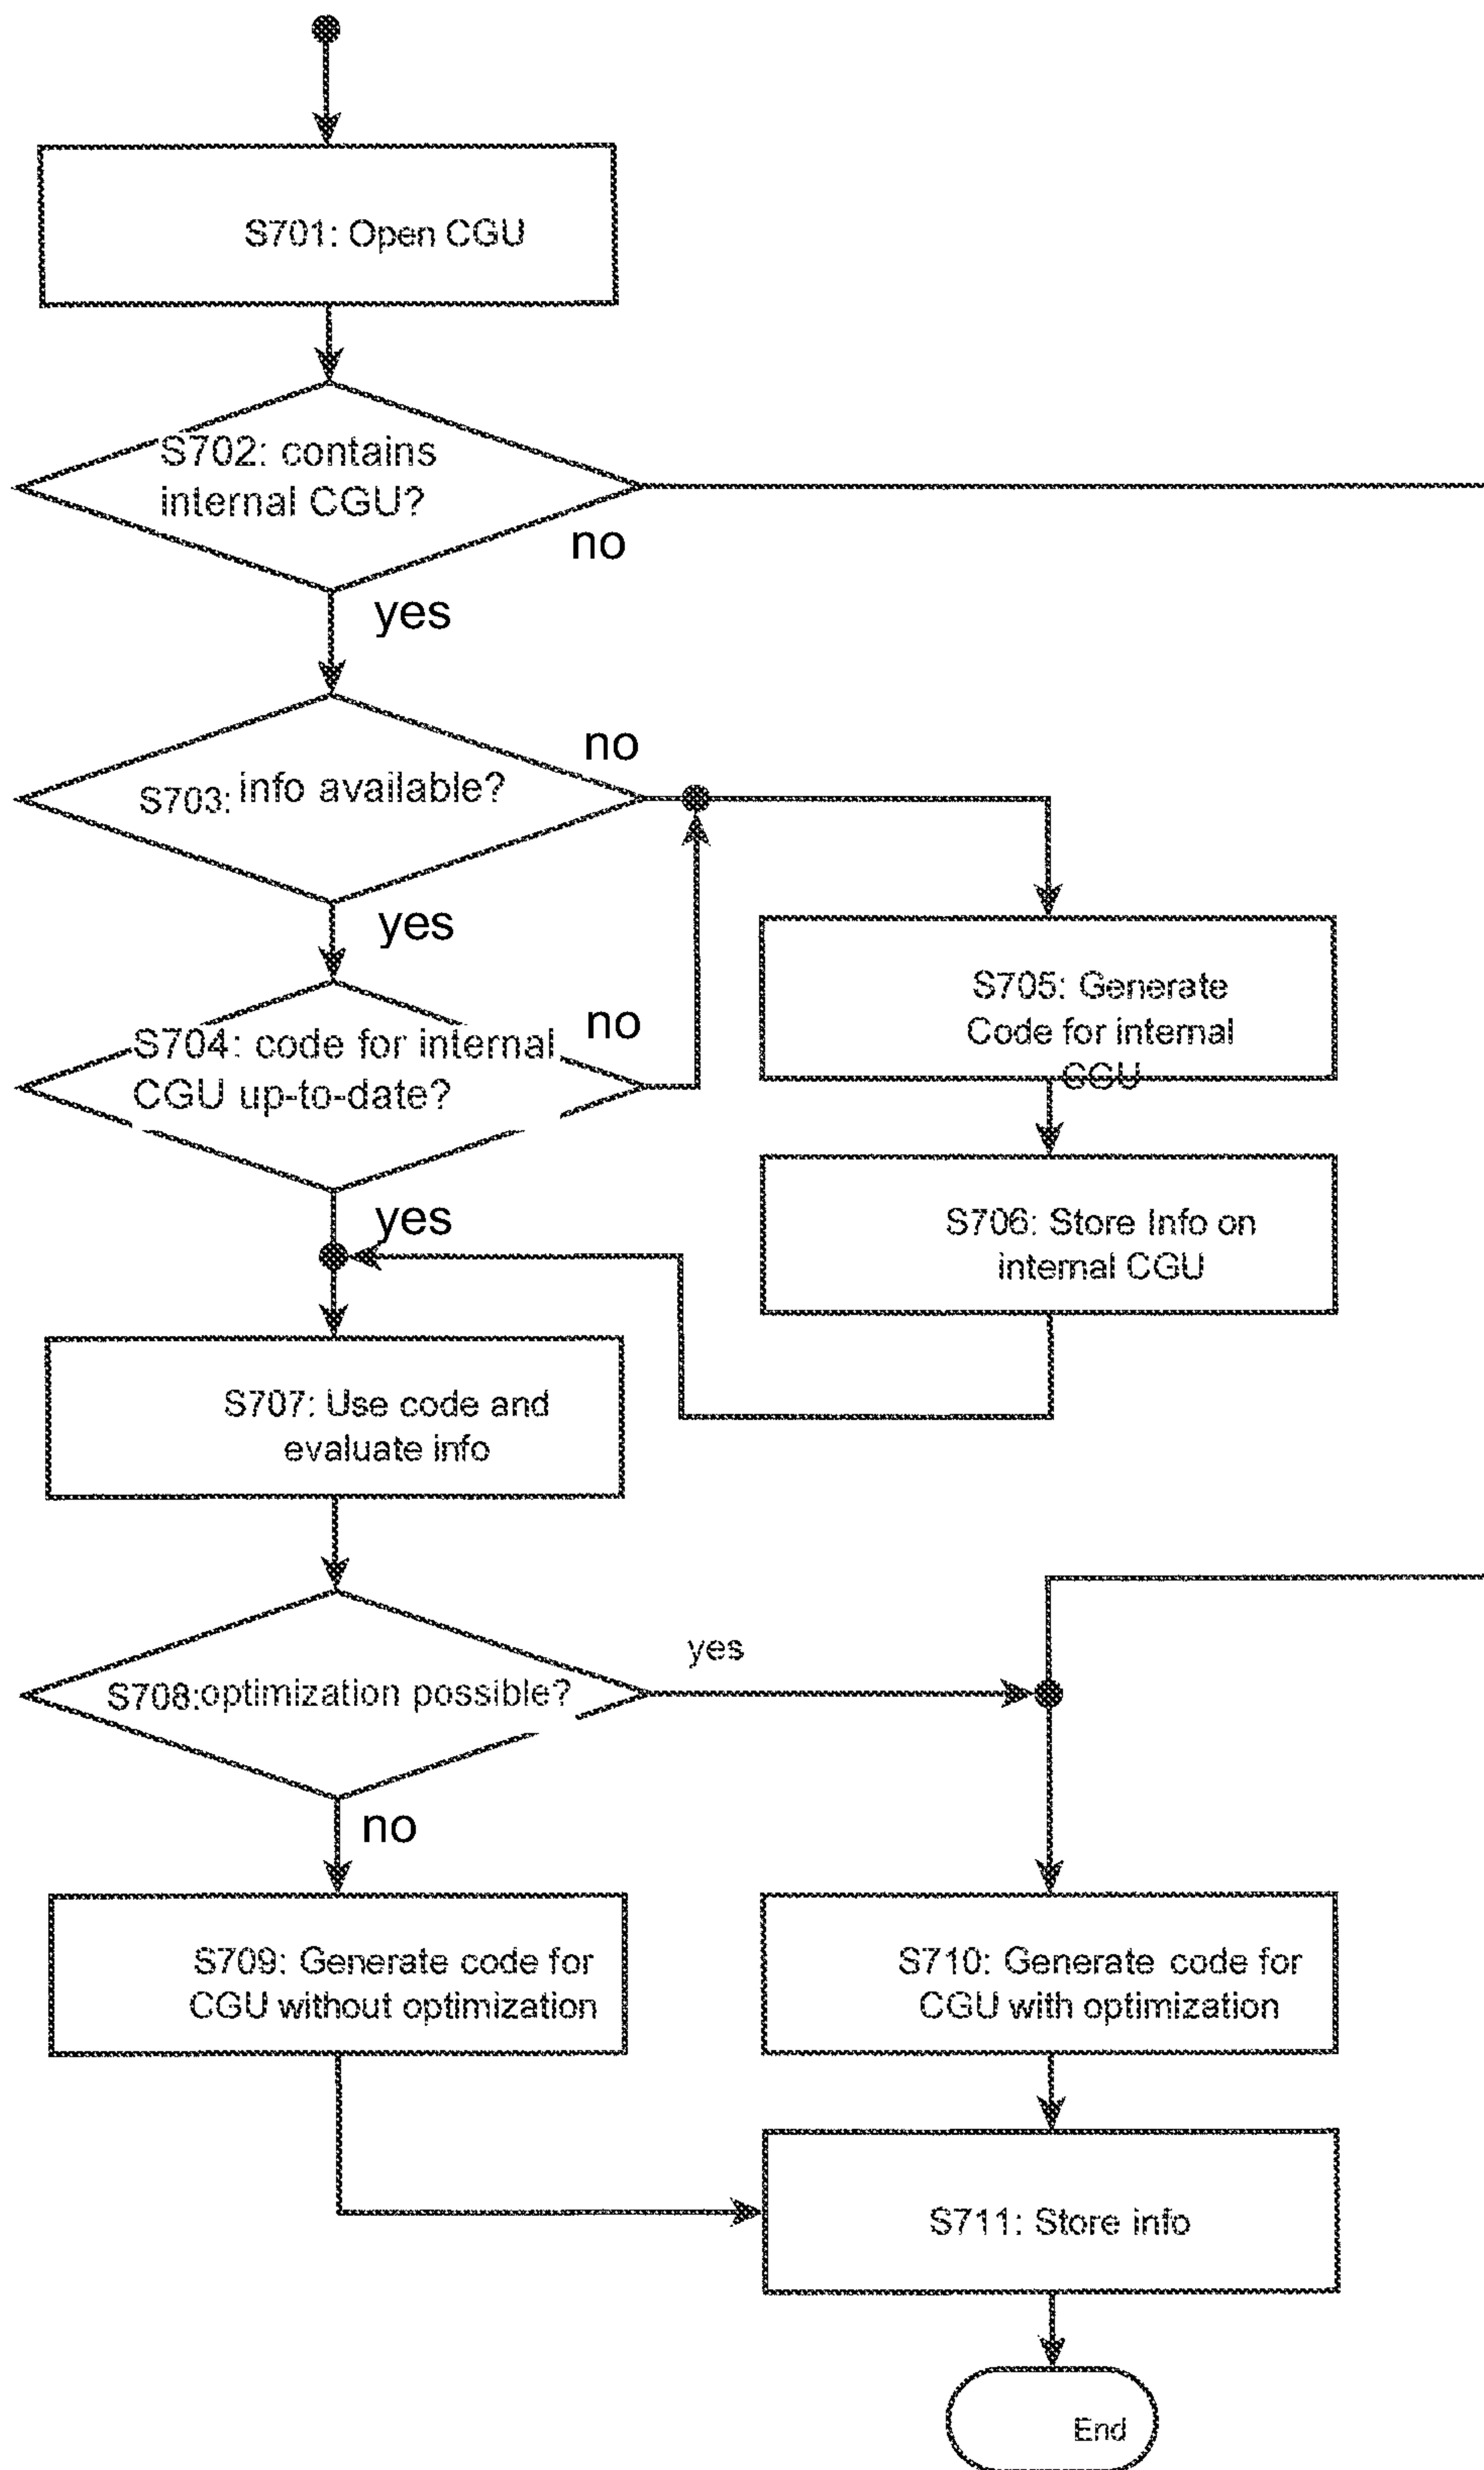 S701: Open CGU
S702: contains
internal CGU?
no
yes
S703: info available?
no
yes
S704: code for internal
CGU up-to-date?
no
yes
S705: Generate
Code for internal
CGU
S706: Store Info on
internal CGU
S707: Use code and
evaluate info
S708:optimization possible?
yes
no
S709: Generate code for
CGU without optimization
S710: Generate code for
CGU with optimization
S711: Store info
End